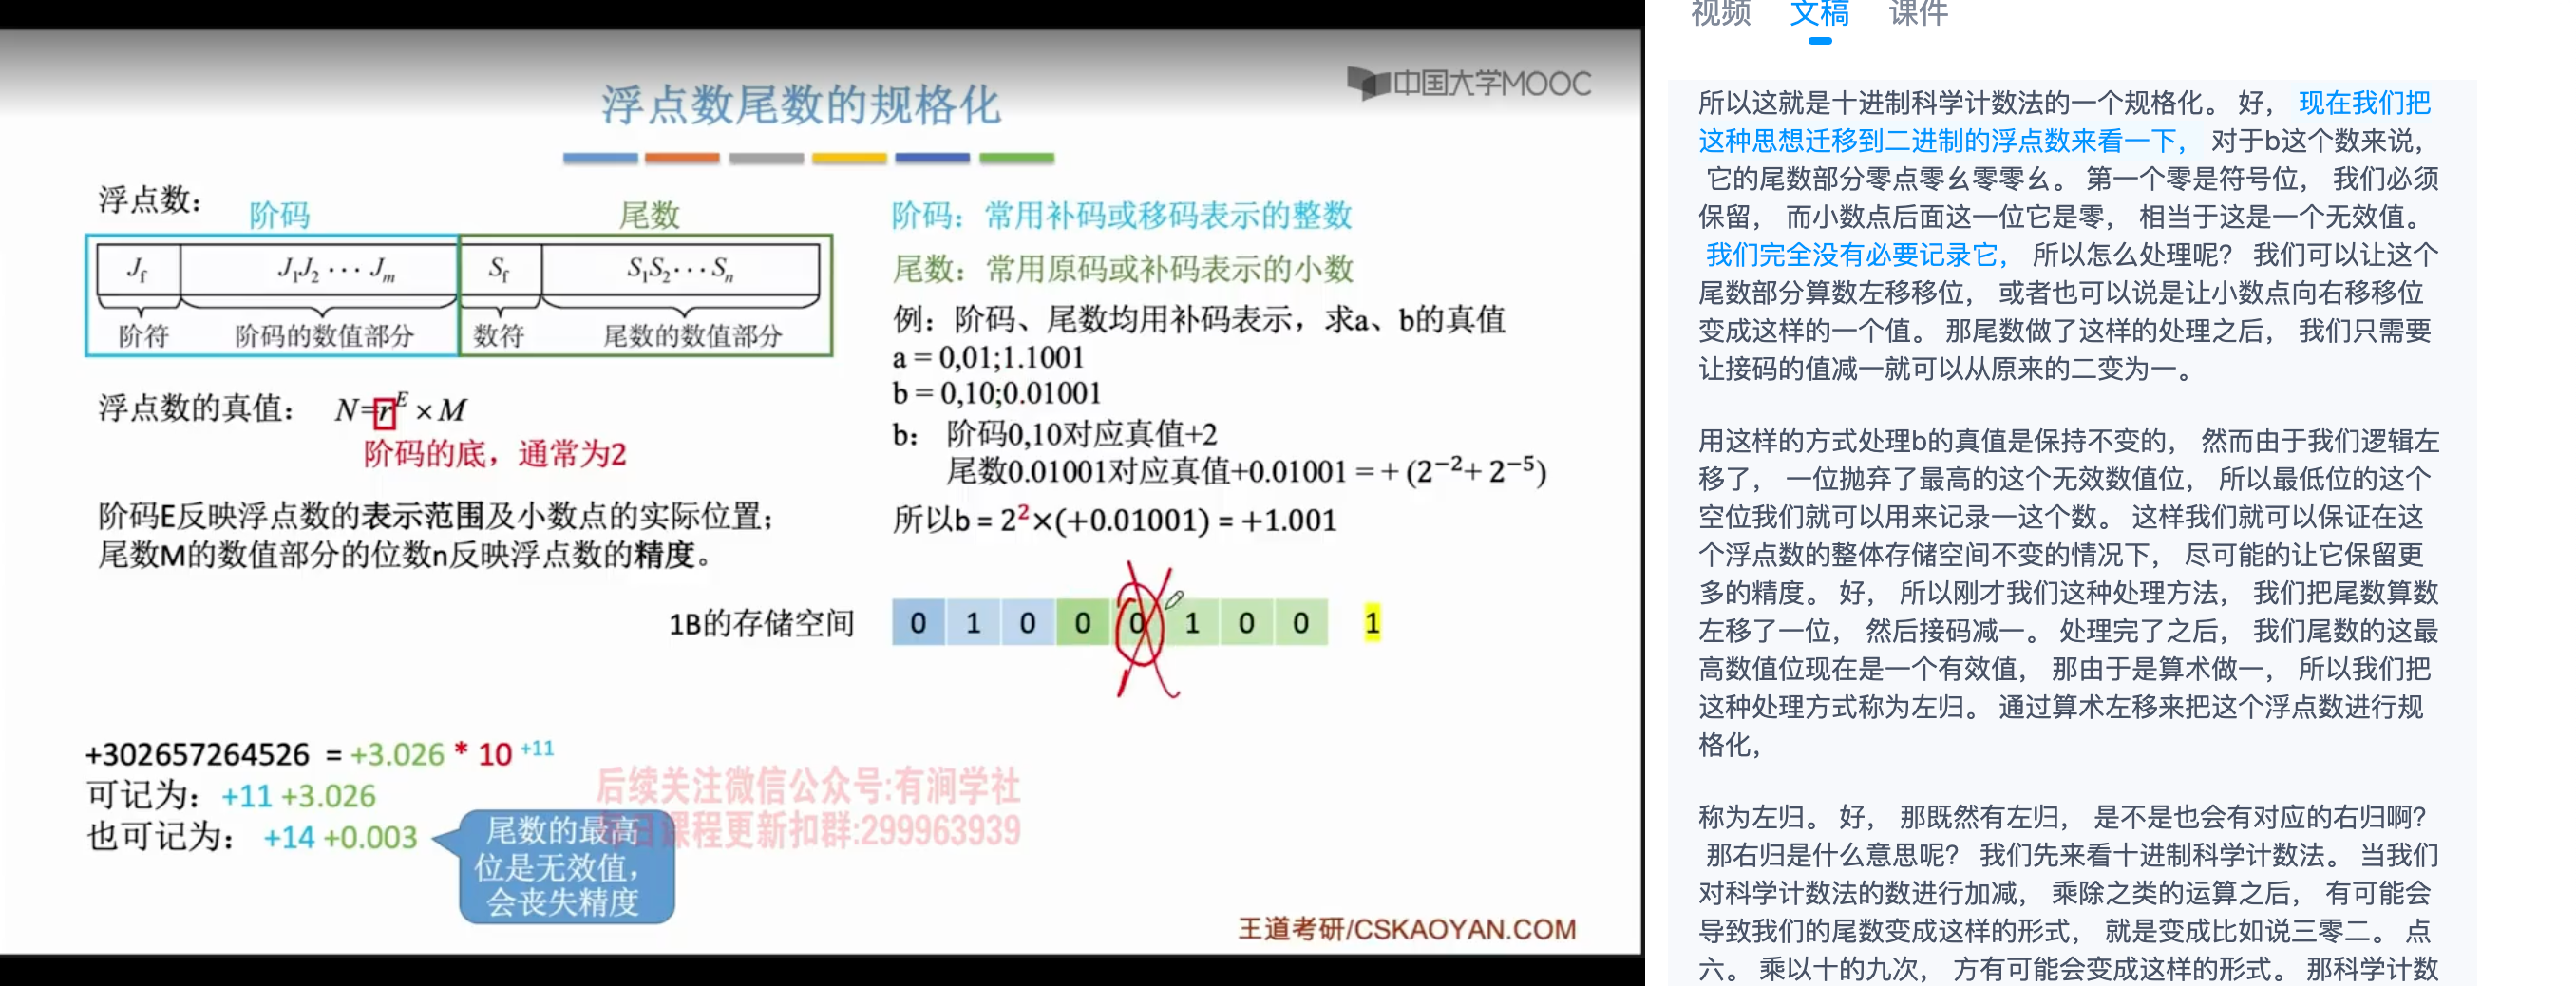 中国大学MOOC
浮点数尾数的规格化
浮点数：
阶码
尾数
J_f J_1J_2 ··· J_m S_f S_1S_2···S_n
阶符 阶码的数值部分 数符 尾数的数值部分
浮点数的真值： N=r^E × M
阶码的底，通常为2
阶码E反映浮点数的表示范围及小数点的实际位置；
尾数M的数值部分的位数n反映浮点数的精度。
阶码：常用补码或移码表示的整数
尾数：常用原码或补码表示的小数
例：阶码、尾数均用补码表示，求a、b的真值
a = 0,01;1.1001
b = 0,10;0.01001
b： 阶码0,10对应真值+2
尾数0.01001对应真值+0.01001 = + (2⁻²+ 2⁻⁵)
所以b = 2²×(+0.01001) = +1.001
1B的存储空间 0 1 0 0 0 1 0 0 1
+302657264526 = +3.026 * 10 +11
可记为： +11 +3.026
也可记为： +14 +0.003
尾数的最高
位是无效值，
会丧失精度
后续关注微信公众号:有涧学社
每日课程更新扣群:299963939
王道考研/CSKAOYAN.COM
视频 文稿 课件
所以这就是十进制科学计数法的一个规格化。 好， 现在我们把
这种思想迁移到二进制的浮点数来看一下， 对于b这个数来说，
它的尾数部分零点零幺零零幺。 第一个零是符号位， 我们必须
保留， 而小数点后面这一位它是零， 相当于这是一个无效值。
我们完全没有必要记录它， 所以怎么处理呢？ 我们可以让这个
尾数部分算数左移移位， 或者也可以说是让小数点向右移移位
变成这样的一个值。 那尾数做了这样的处理之后， 我们只需要
让接码的值减一就可以从原来的二变为一。
用这样的方式处理b的真值是保持不变的， 然而由于我们逻辑左
移了， 一位抛弃了最高的这个无效数值位， 所以最低位的这个
空位我们就可以用来记录一这个数。 这样我们就可以保证在这
个浮点数的整体存储空间不变的情况下， 尽可能的让它保留更
多的精度。 好， 所以刚才我们这种处理方法， 我们把尾数算数
左移了一位， 然后接码减一。 处理完了之后， 我们尾数的这最
高数值位现在是一个有效值， 那由于是算术做一， 所以我们把
这种处理方式称为左归。 通过算术左移来把这个浮点数进行规
格化，
称为左归。 好， 那既然有左归， 是不是也会有对应的右归啊？
那右归是什么意思呢？ 我们先来看十进制科学计数法。 当我们
对科学计数法的数进行加减， 乘除之类的运算之后， 有可能会
导致我们的尾数变成这样的形式， 就是变成比如说三零二。 点
六。 乘以十的九次， 方有可能会变成这样的形式。 那科学计数